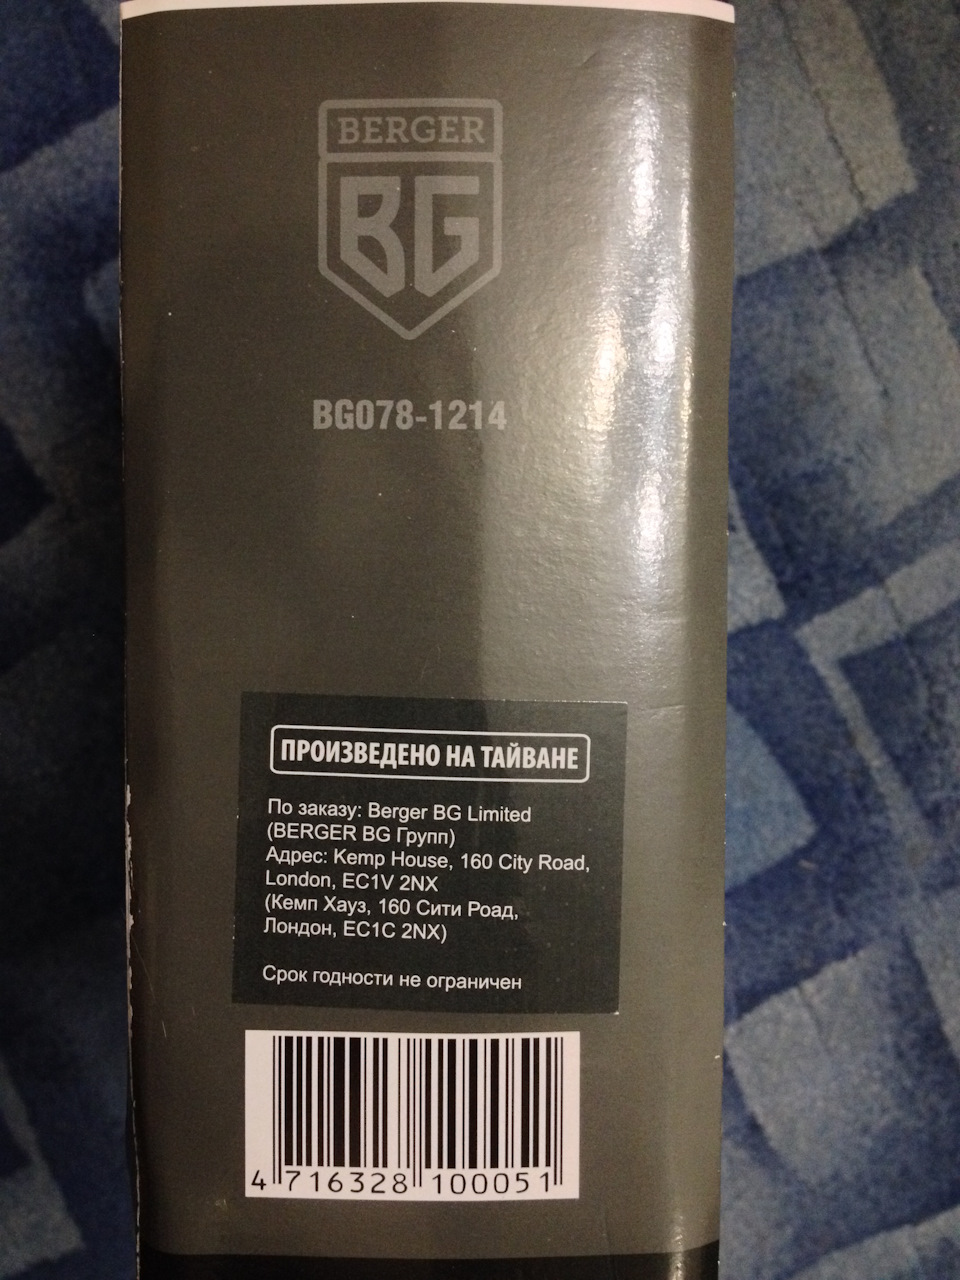 BERGER
BG
BG078-1214
ПРОИЗВЕДЕНО НА ТАЙВАНЕ
По заказу: Berger BG Limited
(BERGER BG Групп)
Адрес: Kemp House, 160 City Road,
London, EC1V 2NX
(Кемп Хауз, 160 Сити Роад,
Лондон, EC1C 2NX)
Срок годности не ограничен
4 716328 100051